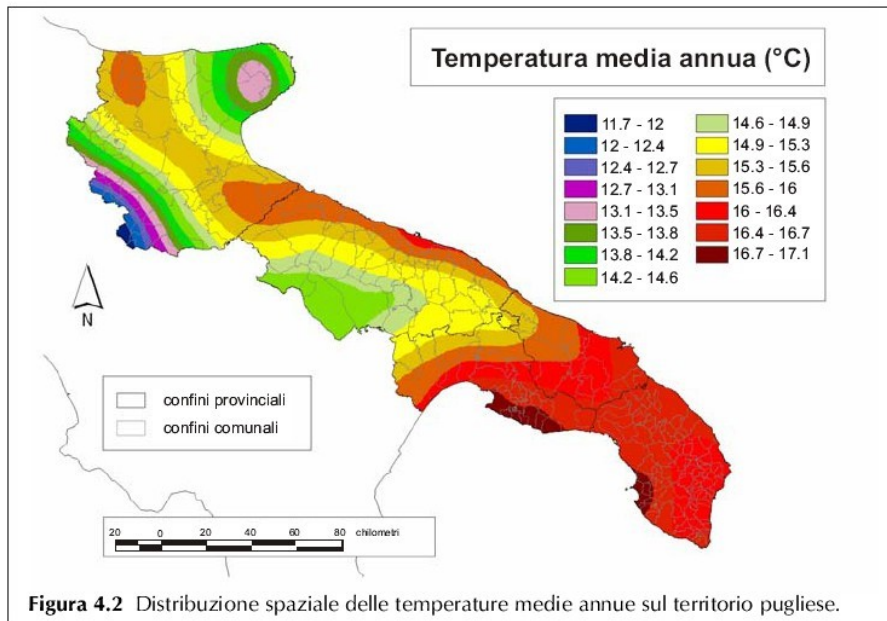 Temperatura media annua (°C)
11.7 - 12
12 - 12.4
12.4 - 12.7
12.7 - 13.1
13.1 - 13.5
13.5 - 13.8
13.8 - 14.2
14.2 - 14.6
14.6 - 14.9
14.9 - 15.3
15.3 - 15.6
15.6 - 16
16 - 16.4
16.4 - 16.7
16.7 - 17.1
N
confini provinciali
confini comunali
20 0 20 40 60 80 chilometri
Figura 4.2 Distribuzione spaziale delle temperature medie annue sul territorio pugliese.